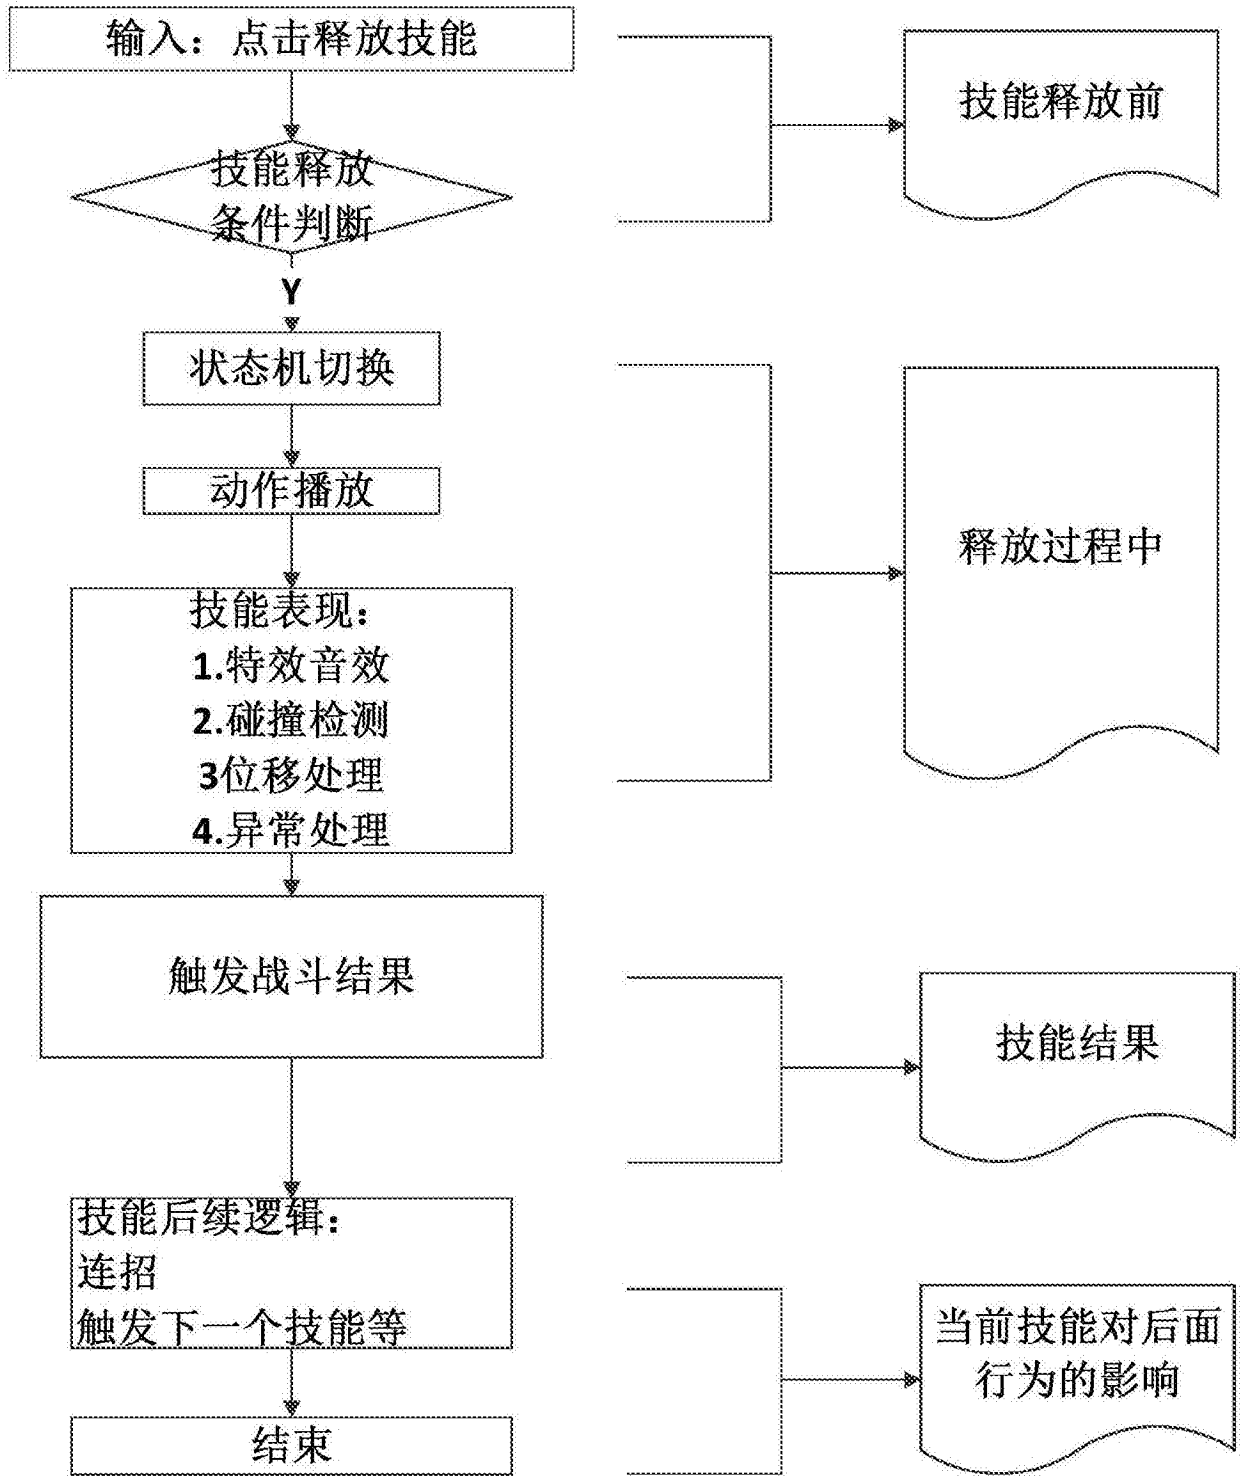 输入：点击释放技能
技能释放
条件判断
Y
状态机切换
动作播放
技能表现：
1.特效音效
2.碰撞检测
3位移处理
4.异常处理
触发战斗结果
技能后续逻辑：
连招
触发下一个技能等
结束
技能释放前
释放过程中
技能结果
当前技能对后面
行为的影响